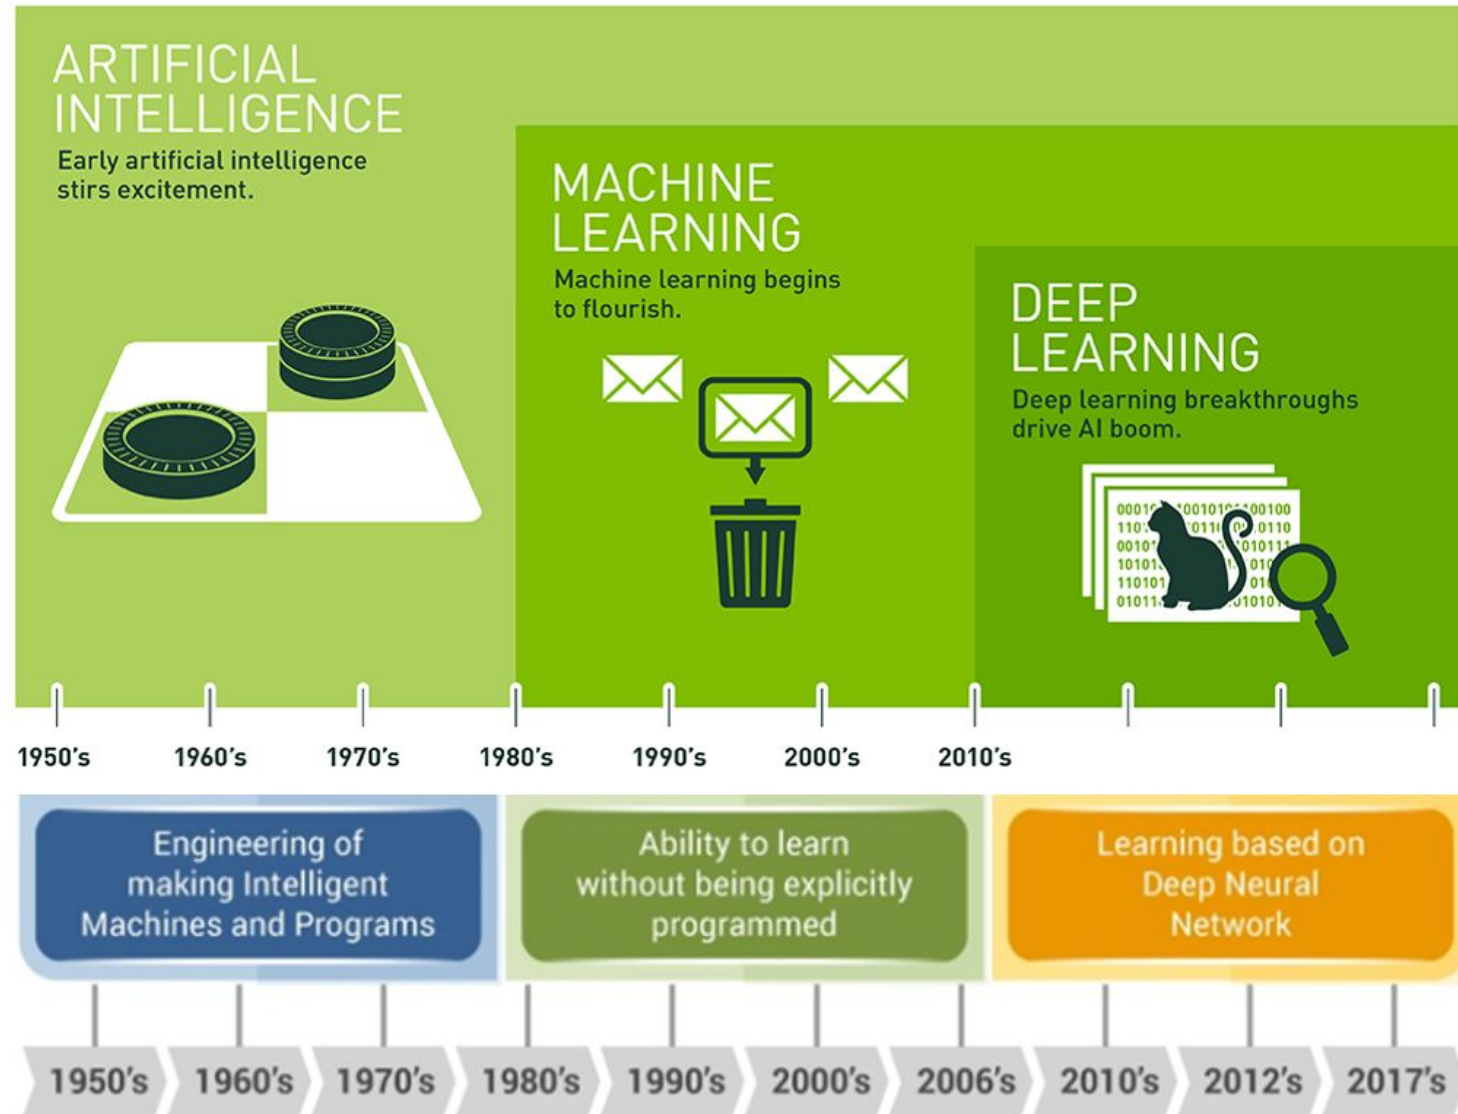 ARTIFICIAL
INTELLIGENCE
Early artificial intelligence
stirs excitement.
MACHINE
LEARNING
Machine learning begins
to flourish.
DEEP
LEARNING
Deep learning breakthroughs
drive AI boom.
1950's 1960's 1970's 1980's 1990's 2000's 2010's
Engineering of
making Intelligent
Machines and Programs
Ability to learn
without being explicitly
programmed
Learning based on
Deep Neural
Network
1950's 1960's 1970's 1980's 1990's 2000's 2006's 2010's 2012's 2017's